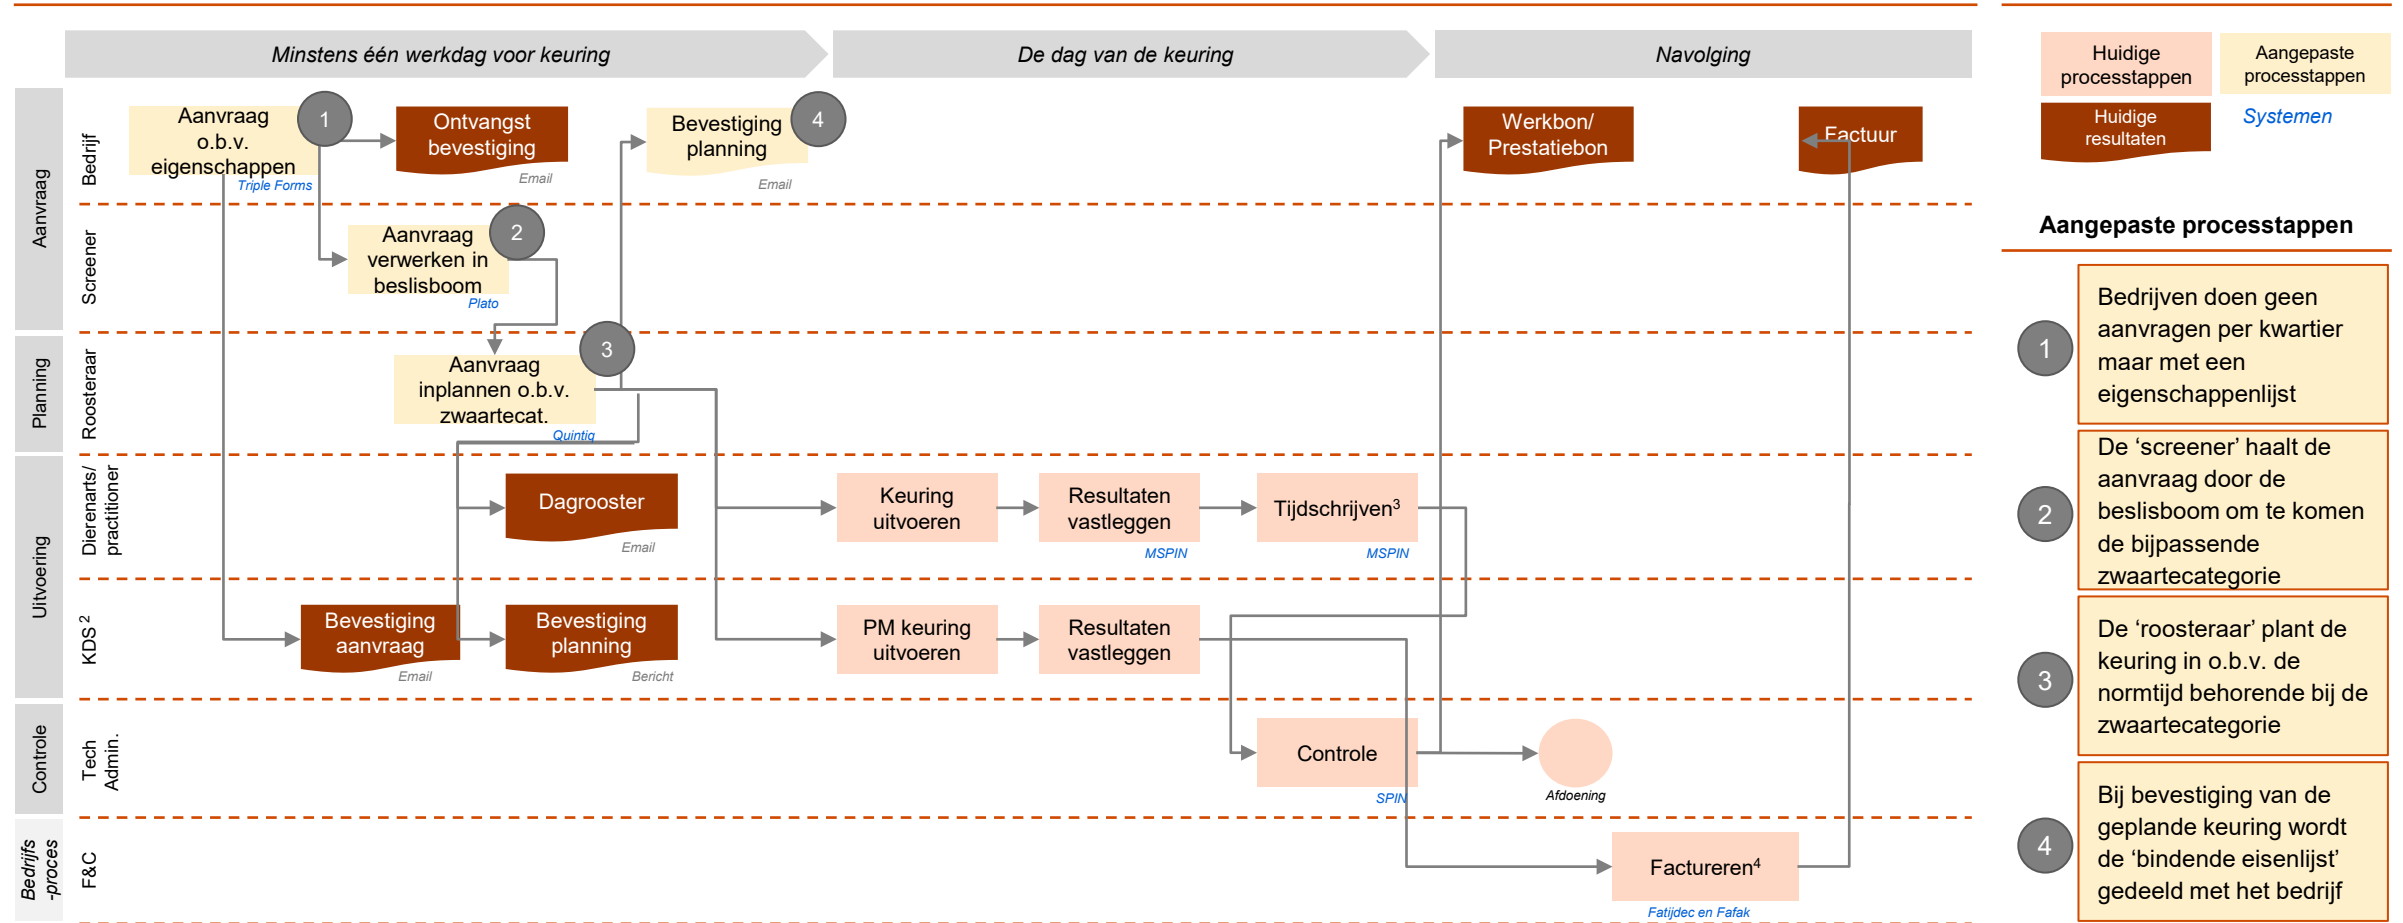 Minstens één werkdag voor keuring
De dag van de keuring
Navolging
Huidige
processtappen
Aangepaste
processtappen
Huidige
resultaten
Systemen
Aanvraag
Bedrijf
Aanvraag
o.b.v.
eigenschappen
1
Triple Forms
Ontvangst
bevestiging
Email
Bevestiging
planning
4
Email
Werkbon/
Prestatiebon
Factuur
Screener
Aanvraag
verwerken in
beslisboom
2
Plato
Planning
Roosteraar
Aanvraag
inplannen o.b.v.
zwaartecat.
3
Quintiq
Uitvoering
Dierenarts/
practitioner
Dagrooster
Email
Keuring
uitvoeren
Resultaten
vastleggen
MSPIN
Tijdschrijven3
MSPIN
KDS 2
Bevestiging
aanvraag
Email
Bevestiging
planning
Bericht
PM keuring
uitvoeren
Resultaten
vastleggen
Controle
Tech
Admin.
Controle
SPIN
Afdoening
Bedrijfs
-proces
F&C
Factureren4
Fatijdec en Fafak
Aangepaste processtappen
1
Bedrijven doen geen
aanvragen per kwartier
maar met een
eigenschappenlijst
2
De ‘screener’ haalt de
aanvraag door de
beslisboom om te komen
de bijpassende
zwaartecategorie
3
De ‘roosteraar’ plant de
keuring in o.b.v. de
normtijd behorende bij de
zwaartecategorie
4
Bij bevestiging van de
geplande keuring wordt
de ‘bindende eisenlijst’
gedeeld met het bedrijf